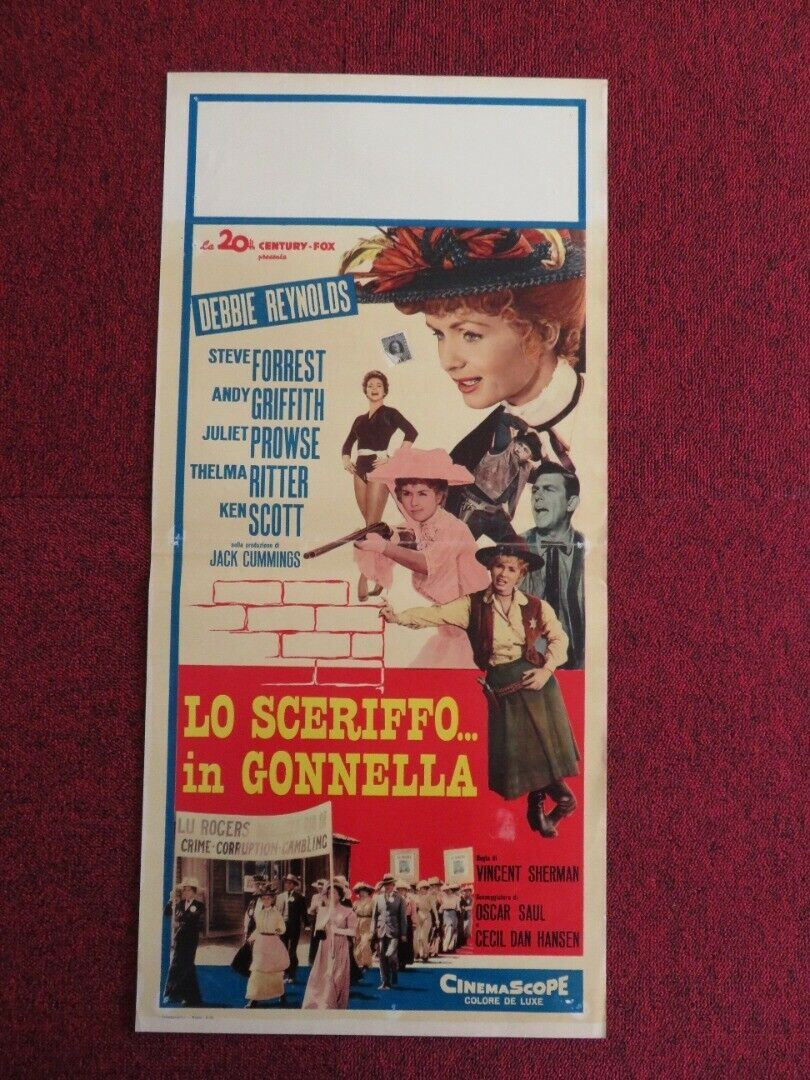 La 20th CENTURY-FOX
presenta
DEBBIE REYNOLDS
STEVE FORREST
ANDY GRIFFITH
JULIET PROWSE
THELMA RITTER
KEN SCOTT
nella produzione di
JACK CUMMINGS
LO SCERIFFO...
in GONNELLA
LU ROGERS
CRIME-CORRUPTION-GAMBLING
Regia di
VINCENT SHERMAN
Sceneggiatura di
OSCAR SAUL
e
CECIL DAN HANSEN
CINEMASCOPE
COLORE DE LUXE